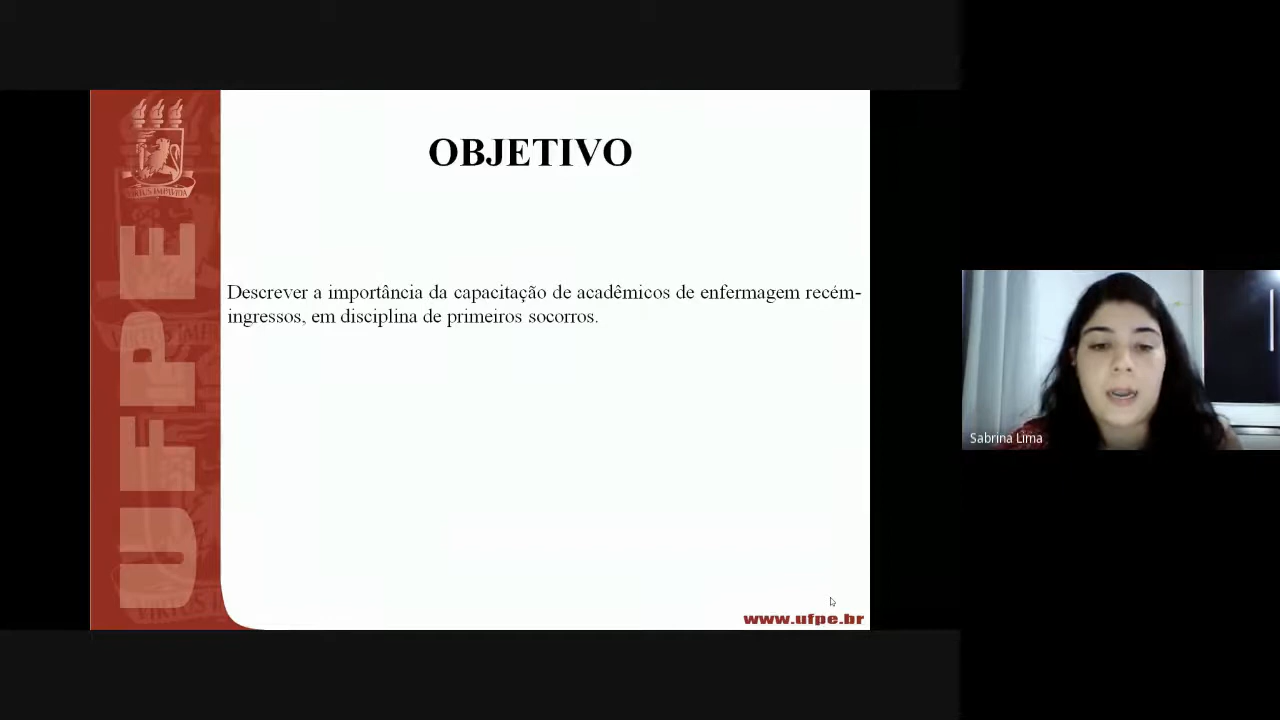 OBJETIVO
Descrever a importância da capacitação de acadêmicos de enfermagem recém-
ingressos, em disciplina de primeiros socorros.
UFPE
www.ufpe.br
Sabrina Lima